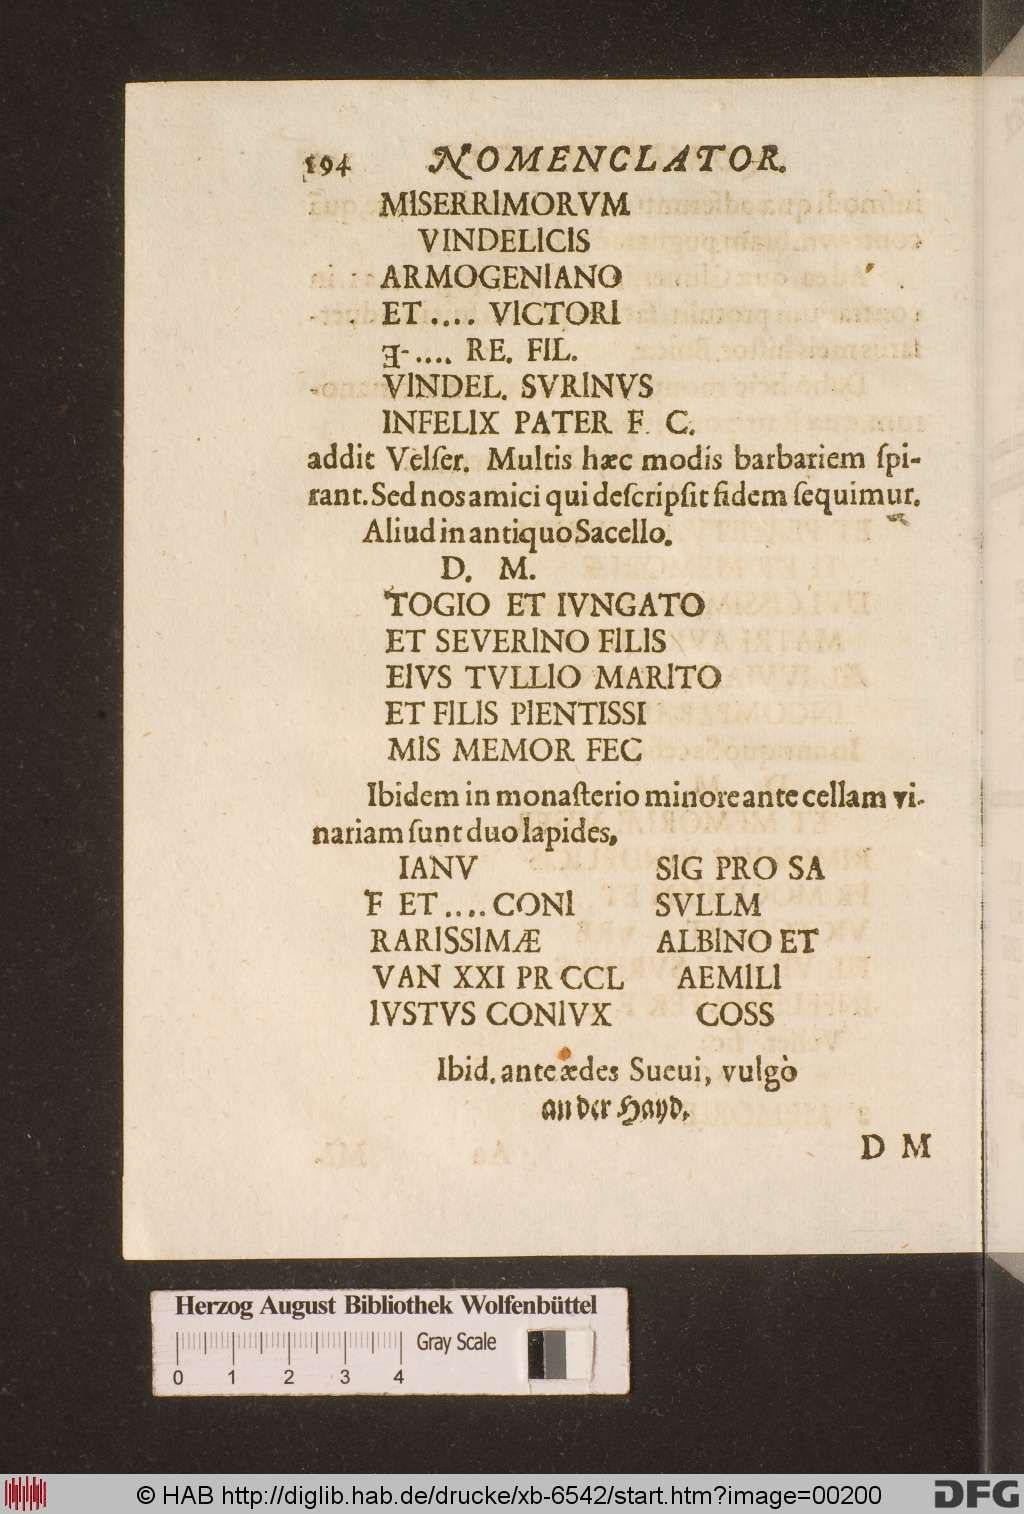 194 NOMENCLATOR.
MISERRIMORVM
VINDELICIS
ARMOGENIANO
ET .... VICTORI
.... RE. FIL.
VINDEL. SVRINVS
INFELIX PATER F. C.
addit Velſer. Multis hæc modis barbariem ſpi-
rant. Sed nos amici qui deſcripſit fidem ſequimur.
Aliud in antiquo Sacello.
D. M.
TOGIO ET IVNGATO
ET SEVERINO FILIS
EIVS TVLLIO MARITO
ET FILIS PIENTISSI
MIS MEMOR FEC
Ibidem in monaſterio minore ante cellam vi-
nariam ſunt duo lapides,
IANV SIG PRO SA
F ET .... CONI SVLLM
RARISSIMÆ ALBINO ET
VAN XXI PR CCL AEMILI
IVSTVS CONIVX COSS
Ibid. ante ædes Sueui, vulgò
an der Hayd.
D M
Herzog August Bibliothek Wolfenbüttel
Gray Scale
0 1 2 3 4
© HAB http://diglib.hab.de/drucke/xb-6542/start.htm?image=00200
DFG